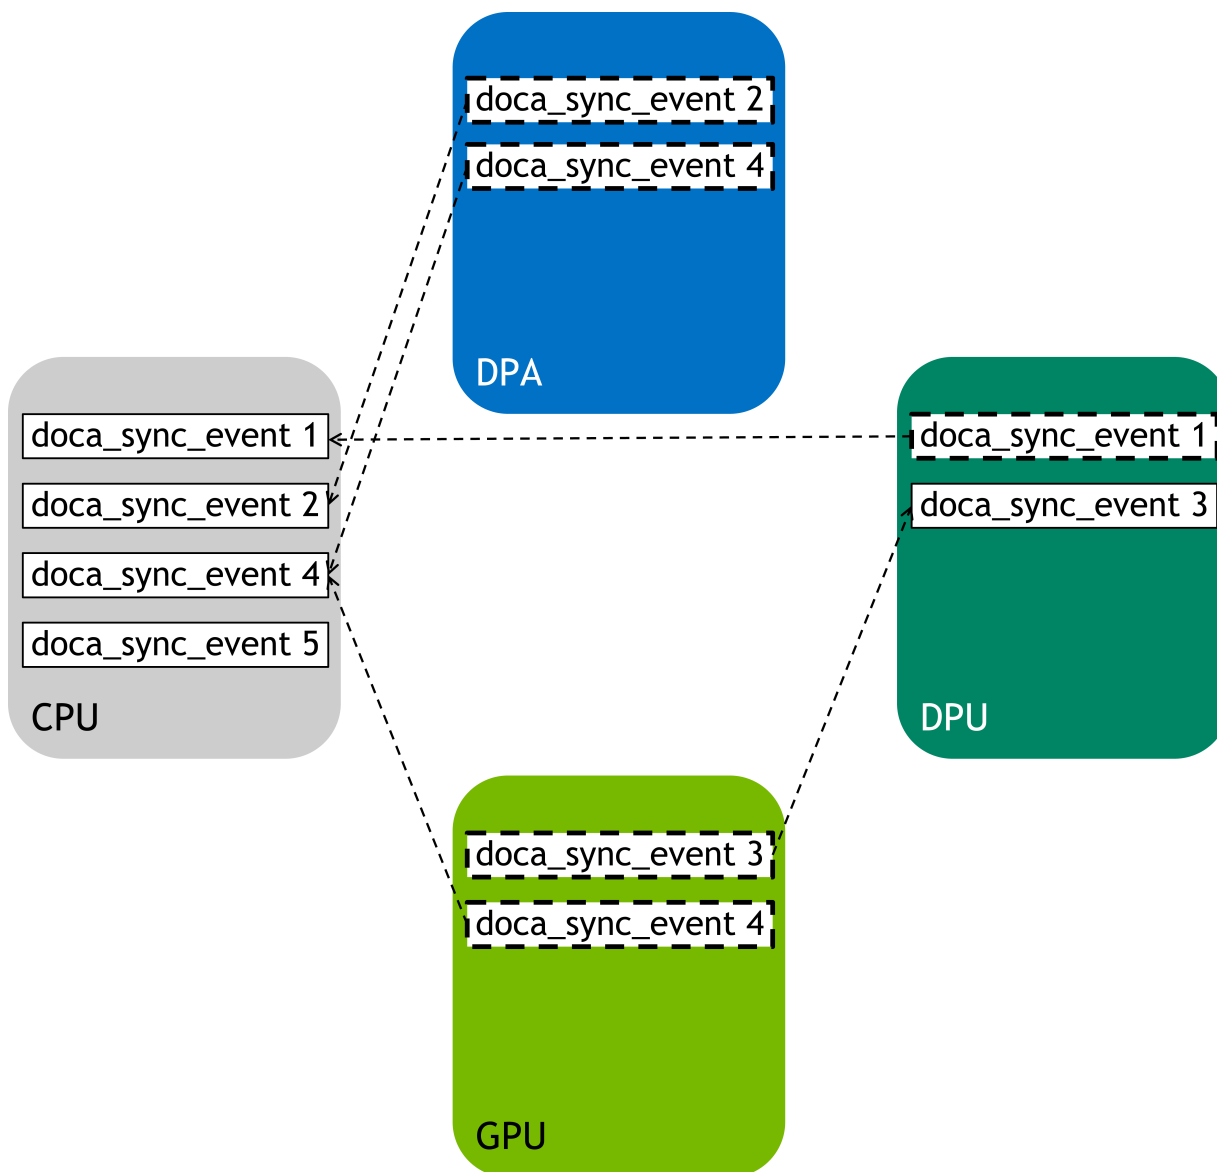 doca_sync_event 2
doca_sync_event 4
DPA
doca_sync_event 1
doca_sync_event 2
doca_sync_event 4
doca_sync_event 5
CPU
doca_sync_event 1
doca_sync_event 3
DPU
doca_sync_event 3
doca_sync_event 4
GPU